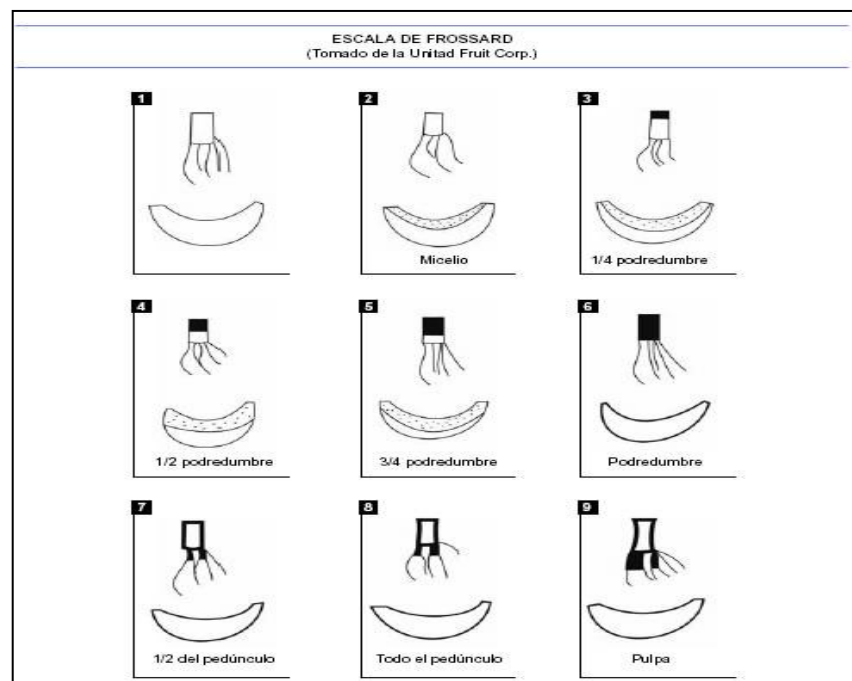 ESCALA DE FROSSARD
(Tomado de la Unitad Fruit Corp.)
1
2
Micelio
3
1/4 podredumbre
4
1/2 podredumbre
5
3/4 podredumbre
6
Podredumbre
7
1/2 del pedúnculo
8
Todo el pedúnculo
9
Pulpa